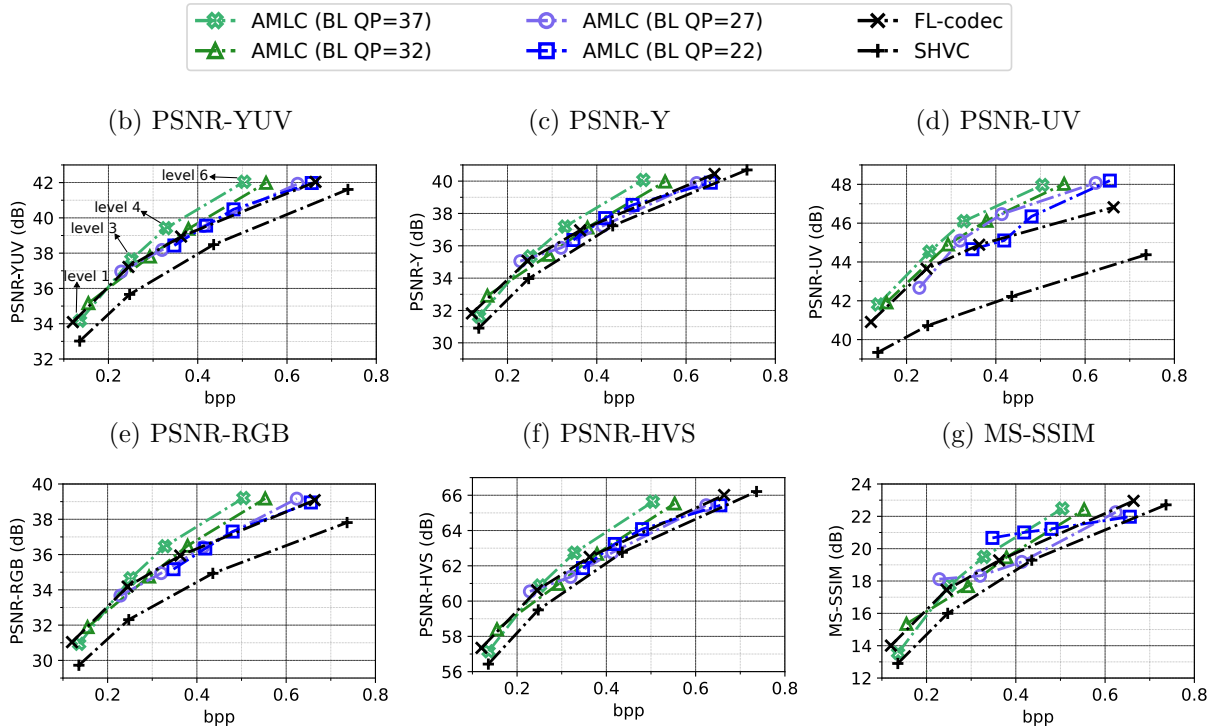 AMLC (BL QP=37) AMLC (BL QP=27) FL-codec
AMLC (BL QP=32) AMLC (BL QP=22) SHVC
(b) PSNR-YUV
PSNR-YUV (dB)
42
40
38
36
34
32
level 6
level 4
level 3
level 1
0.2 0.4 0.6 0.8
bpp
(c) PSNR-Y
PSNR-Y (dB)
40
38
36
34
32
30
0.2 0.4 0.6 0.8
bpp
(d) PSNR-UV
PSNR-UV (dB)
48
46
44
42
40
0.2 0.4 0.6 0.8
bpp
(e) PSNR-RGB
PSNR-RGB (dB)
39
36
34
32
30
0.2 0.4 0.6 0.8
bpp
(f) PSNR-HVS
PSNR-HVS (dB)
66
64
62
60
58
56
0.2 0.4 0.6 0.8
bpp
(g) MS-SSIM
MS-SSIM (dB)
24
22
20
19
18
16
14
12
0.2 0.4 0.6 0.8
bpp